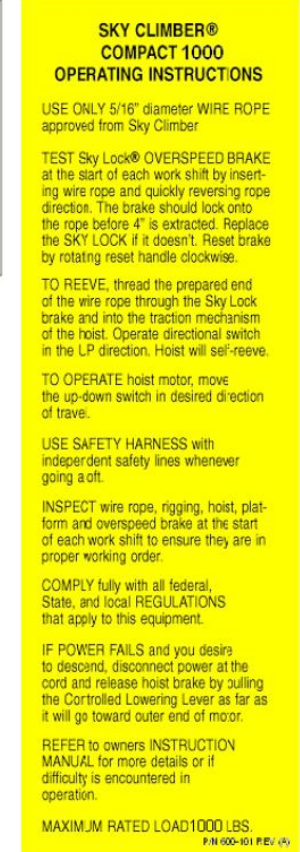 SKY CLIMBER®
COMPACT 1000
OPERATING INSTRUCTIONS
USE ONLY 5/16" diameter WIRE ROPE
approved from Sky Climber
TEST Sky Lock® OVERSPEED BRAKE
at the start of each work shift by insert-
ing wire rope and quickly reversing rope
direction. The brake should lock onto
the rope before 4" is extracted. Replace
the SKY LOCK if it doesn't. Reset brake
by rotating reset handle clockwise.
TO REEVE, thread the prepared end
of the wire rope through the Sky Lock
brake and into the traction mechanism
of the hoist. Operate directional switch
in the UP direction. Hoist will self-reeve.
TO OPERATE hoist motor, move
the up-down switch in desired direction
of travel.
USE SAFETY HARNESS with
independent safety lines whenever
going aloft.
INSPECT wire rope, rigging, hoist, plat-
form and overspeed brake at the start
of each work shift to ensure they are in
proper working order.
COMPLY fully with all federal,
State, and local REGULATIONS
that apply to this equipment.
IF POWER FAILS and you desire
to descend, disconnect power at the
cord and release hoist brake by pulling
the Controlled Lowering Lever as far as
it will go toward outer end of motor.
REFER to owners INSTRUCTION
MANUAL for more details or if
difficulty is encountered in
operation.
MAXIMUM RATED LOAD 1000 LBS.
P/N 600-101 REV (A)